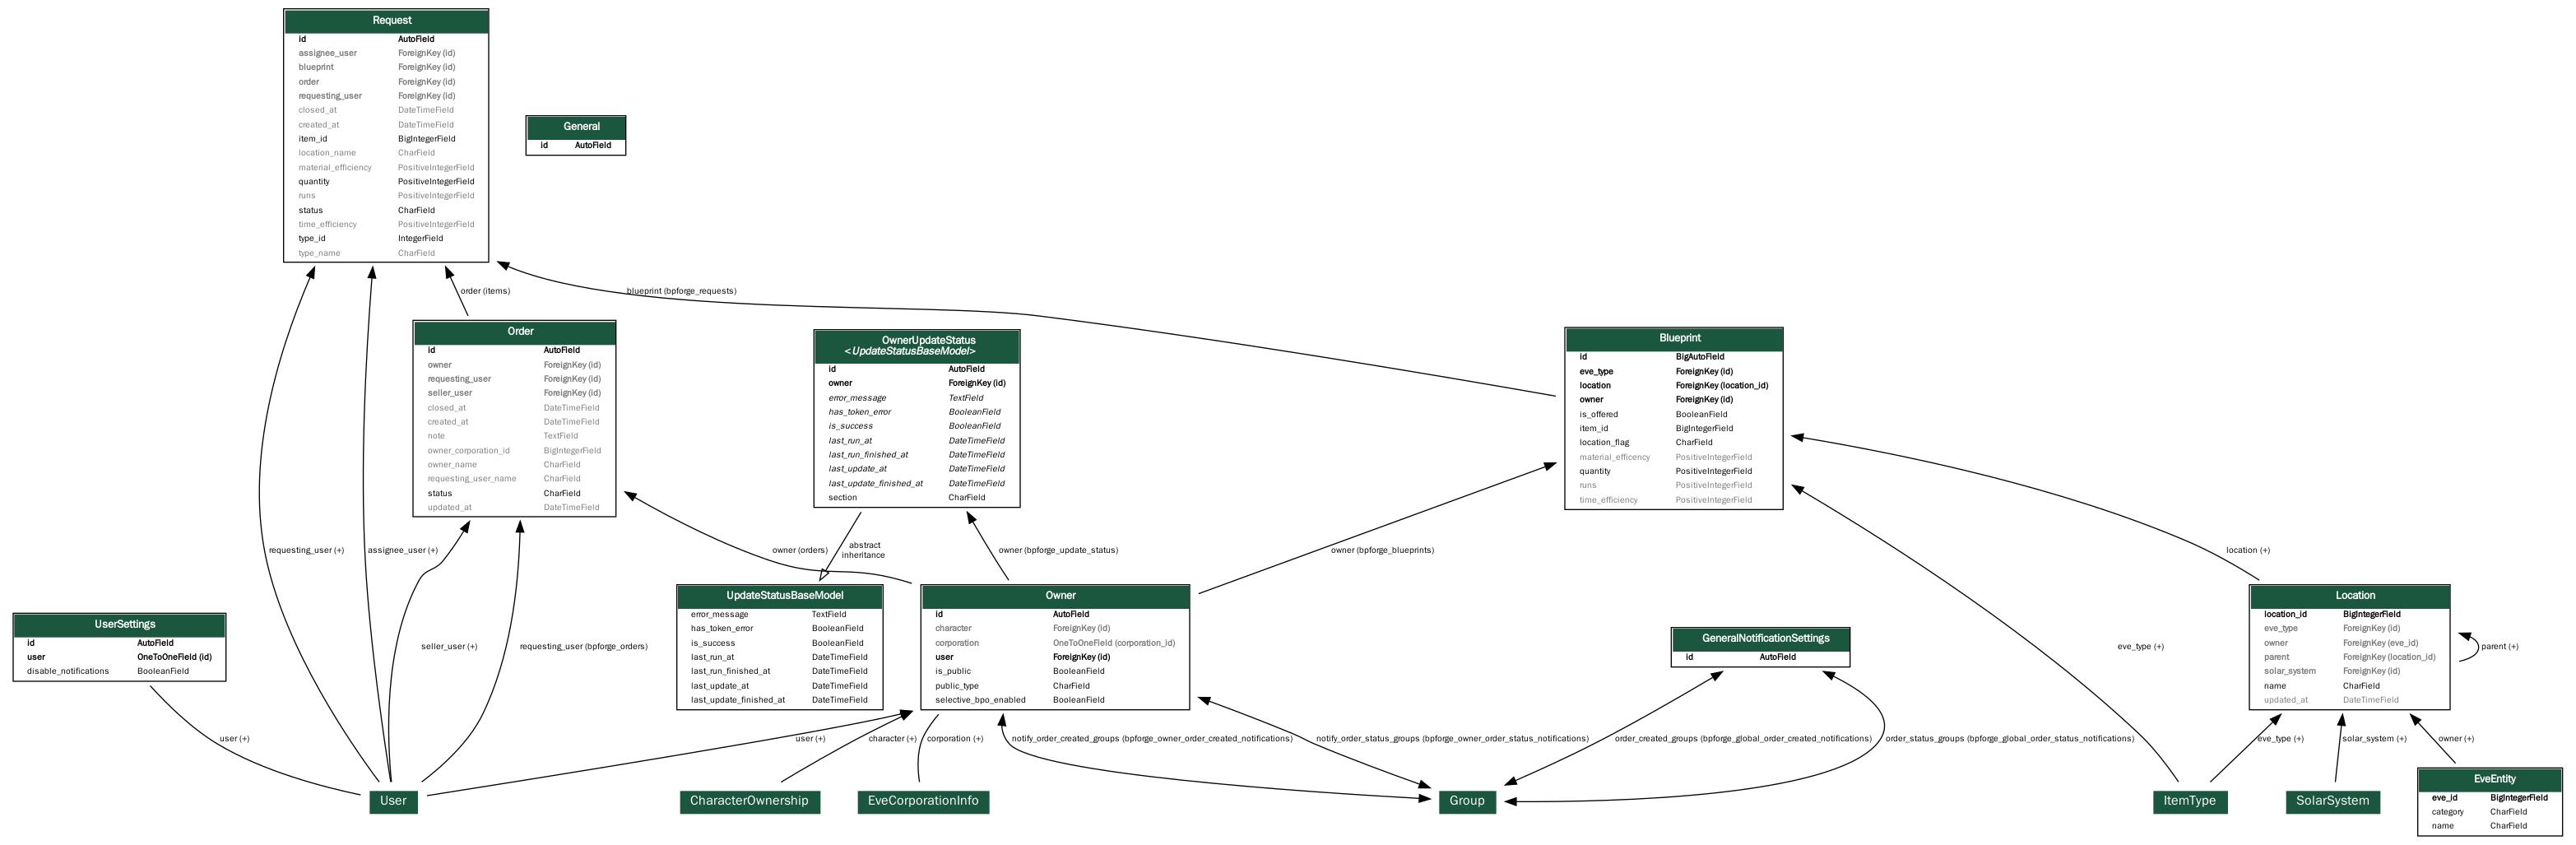 Request
id AutoField
assignee_user ForeignKey (id)
blueprint ForeignKey (id)
order ForeignKey (id)
requesting_user ForeignKey (id)
closed_at DateTimeField
created_at DateTimeField
item_id BigIntegerField
location_name CharField
material_efficiency PositiveIntegerField
quantity PositiveIntegerField
runs PositiveIntegerField
status CharField
time_efficiency PositiveIntegerField
type_id IntegerField
type_name CharField
General
id AutoField
order (items)
blueprint (bpforge_requests)
Order
id AutoField
owner ForeignKey (id)
requesting_user ForeignKey (id)
seller_user ForeignKey (id)
closed_at DateTimeField
created_at DateTimeField
note TextField
owner_corporation_id BigIntegerField
owner_name CharField
requesting_user_name CharField
status CharField
updated_at DateTimeField
OwnerUpdateStatus
<UpdateStatusBaseModel>
id AutoField
owner ForeignKey (id)
error_message TextField
has_token_error BooleanField
is_success BooleanField
last_run_at DateTimeField
last_run_finished_at DateTimeField
last_update_at DateTimeField
last_update_finished_at DateTimeField
section CharField
Blueprint
id BigAutoField
eve_type ForeignKey (id)
location ForeignKey (location_id)
owner ForeignKey (id)
is_offered BooleanField
item_id BigIntegerField
location_flag CharField
material_efficency PositiveIntegerField
quantity PositiveIntegerField
runs PositiveIntegerField
time_efficiency PositiveIntegerField
requesting_user (+)
assignee_user (+)
owner (orders)
abstract
inheritance
owner (bpforge_update_status)
owner (bpforge_blueprints)
location (+)
UserSettings
id AutoField
user OneToOneField (id)
disable_notifications BooleanField
seller_user (+)
requesting_user (bpforge_orders)
UpdateStatusBaseModel
error_message TextField
has_token_error BooleanField
is_success BooleanField
last_run_at DateTimeField
last_run_finished_at DateTimeField
last_update_at DateTimeField
last_update_finished_at DateTimeField
Owner
id AutoField
character ForeignKey (id)
corporation OneToOneField (corporation_id)
user ForeignKey (id)
is_public BooleanField
public_type CharField
selective_bpo_enabled BooleanField
GeneralNotificationSettings
id AutoField
eve_type (+)
Location
location_id BigIntegerField
eve_type ForeignKey (id)
owner ForeignKey (eve_id)
parent ForeignKey (location_id)
solar_system ForeignKey (id)
name CharField
updated_at DateTimeField
parent (+)
user (+)
user (+)
character (+)
corporation (+)
notify_order_created_groups (bpforge_owner_order_created_notifications)
notify_order_status_groups (bpforge_owner_order_status_notifications)
order_created_groups (bpforge_global_order_created_notifications)
order_status_groups (bpforge_global_order_status_notifications)
eve_type (+)
solar_system (+)
owner (+)
User
CharacterOwnership
EveCorporationInfo
Group
ItemType
SolarSystem
EveEntity
eve_id BigIntegerField
category CharField
name CharField